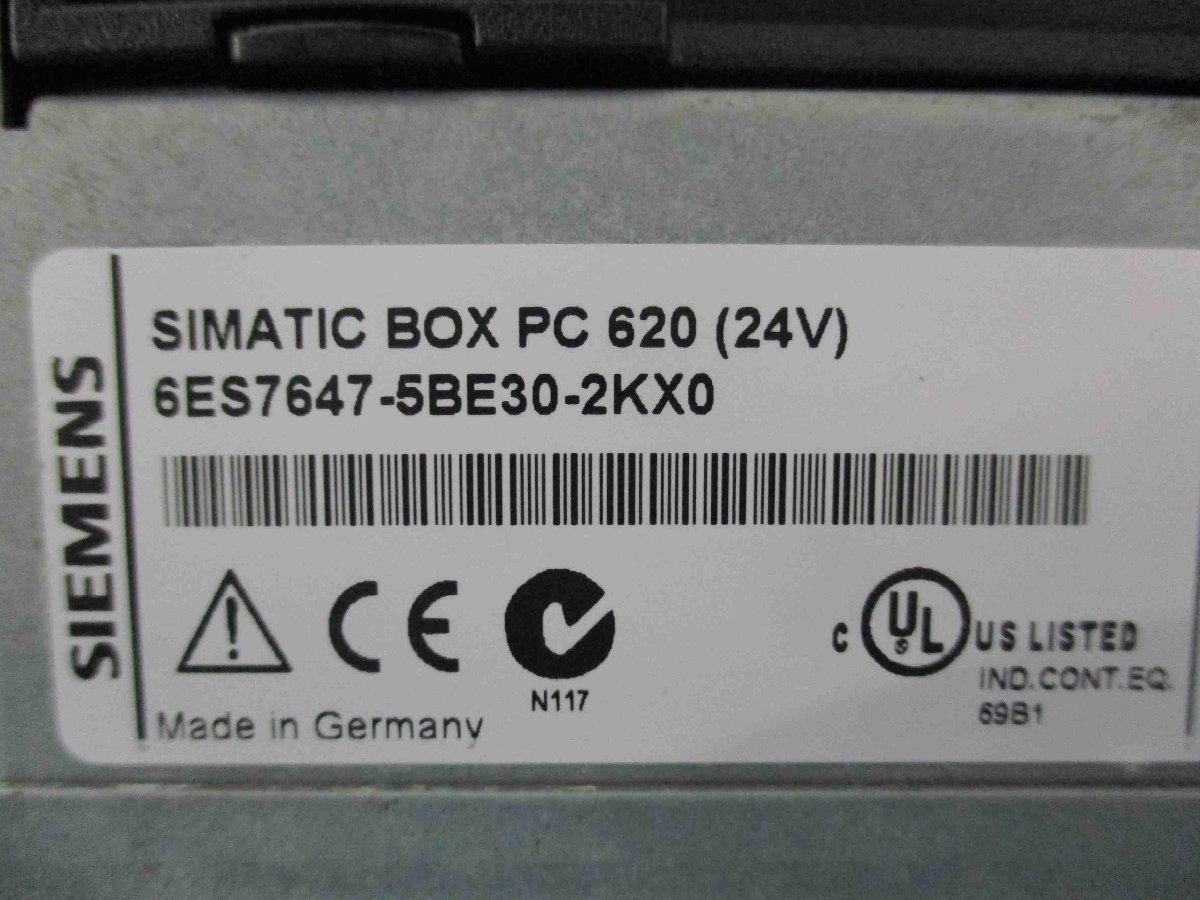 SIEMENS
SIMATIC BOX PC 620 (24V)
6ES7647-5BE30-2KX0
CE
N117
Made in Germany
C UL US LISTED
IND.CONT.EQ.
69B1